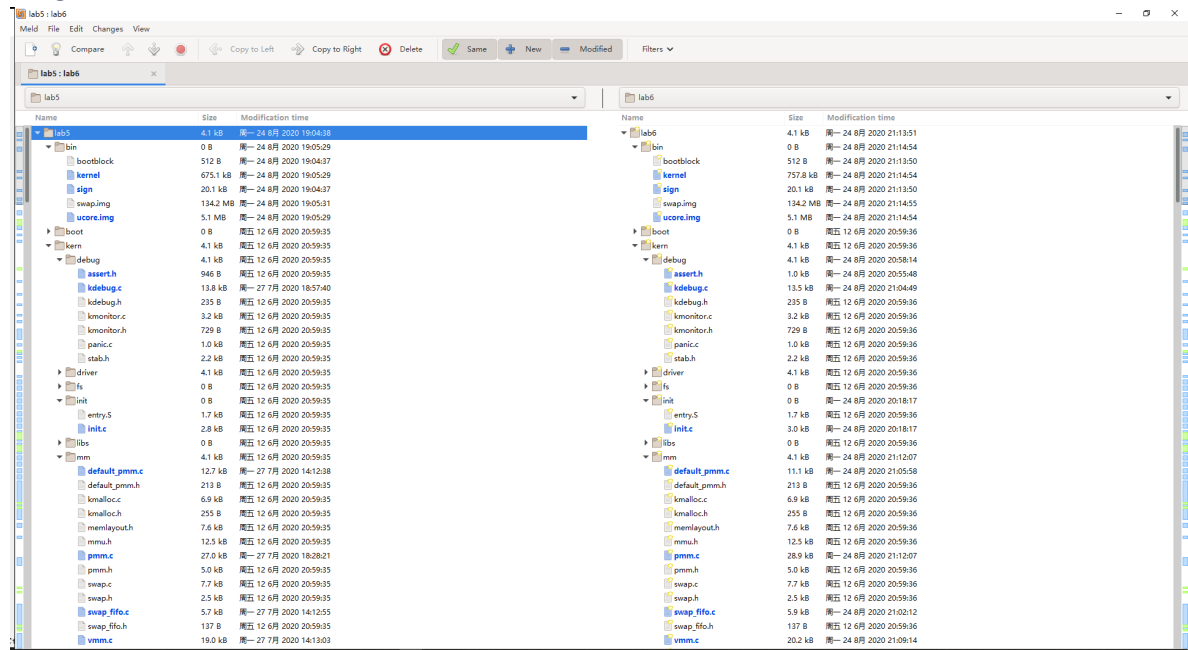 lab5 : lab6
Meld File Edit Changes View
Compare Copy to Left Copy to Right Delete Same New Modified Filters
lab5 : lab6 ×
lab5 lab6
Name Size Modification time Name Size Modification time
lab5 4.1 kB 周一 24 8月 2020 19:04:38 lab6 4.1 kB 周一 24 8月 2020 21:13:51
bin 0 B 周一 24 8月 2020 19:05:29 bin 0 B 周一 24 8月 2020 21:14:54
bootblock 512 B 周一 24 8月 2020 19:04:37 bootblock 512 B 周一 24 8月 2020 21:13:50
kernel 675.1 kB 周一 24 8月 2020 19:05:29 kernel 757.8 kB 周一 24 8月 2020 21:14:54
sign 20.1 kB 周一 24 8月 2020 19:04:37 sign 20.1 kB 周一 24 8月 2020 21:13:50
swap.img 134.2 MB 周一 24 8月 2020 19:05:31 swap.img 134.2 MB 周一 24 8月 2020 21:14:55
ucore.img 5.1 MB 周一 24 8月 2020 19:05:29 ucore.img 5.1 MB 周一 24 8月 2020 21:14:54
boot 0 B 周五 12 6月 2020 20:59:35 boot 0 B 周五 12 6月 2020 20:59:36
kern 4.1 kB 周五 12 6月 2020 20:59:35 kern 4.1 kB 周五 12 6月 2020 20:59:36
debug 4.1 kB 周五 12 6月 2020 20:59:35 debug 4.1 kB 周一 24 8月 2020 20:58:14
assert.h 946 B 周五 12 6月 2020 20:59:35 assert.h 1.0 kB 周一 24 8月 2020 20:55:48
kdebug.c 13.8 kB 周一 27 7月 2020 18:57:40 kdebug.c 13.5 kB 周一 24 8月 2020 21:04:49
kdebug.h 235 B 周五 12 6月 2020 20:59:35 kdebug.h 235 B 周五 12 6月 2020 20:59:36
kmonitor.c 3.2 kB 周五 12 6月 2020 20:59:35 kmonitor.c 3.2 kB 周五 12 6月 2020 20:59:36
kmonitor.h 729 B 周五 12 6月 2020 20:59:35 kmonitor.h 729 B 周五 12 6月 2020 20:59:36
panic.c 1.0 kB 周五 12 6月 2020 20:59:35 panic.c 1.0 kB 周五 12 6月 2020 20:59:36
stab.h 2.2 kB 周五 12 6月 2020 20:59:35 stab.h 2.2 kB 周五 12 6月 2020 20:59:36
driver 4.1 kB 周五 12 6月 2020 20:59:35 driver 4.1 kB 周五 12 6月 2020 20:59:36
fs 0 B 周五 12 6月 2020 20:59:35 fs 0 B 周五 12 6月 2020 20:59:36
init 0 B 周五 12 6月 2020 20:59:35 init 0 B 周一 24 8月 2020 20:18:17
entry.S 1.7 kB 周五 12 6月 2020 20:59:35 entry.S 1.7 kB 周五 12 6月 2020 20:59:36
init.c 2.8 kB 周五 12 6月 2020 20:59:35 init.c 3.0 kB 周一 24 8月 2020 20:18:17
libs 0 B 周五 12 6月 2020 20:59:35 libs 0 B 周五 12 6月 2020 20:59:36
mm 4.1 kB 周五 12 6月 2020 20:59:35 mm 4.1 kB 周一 24 8月 2020 21:12:07
default_pmm.c 12.7 kB 周一 27 7月 2020 14:12:38 default_pmm.c 11.1 kB 周一 24 8月 2020 21:05:58
default_pmm.h 213 B 周五 12 6月 2020 20:59:35 default_pmm.h 213 B 周五 12 6月 2020 20:59:36
kmalloc.c 6.9 kB 周五 12 6月 2020 20:59:35 kmalloc.c 6.9 kB 周五 12 6月 2020 20:59:36
kmalloc.h 255 B 周五 12 6月 2020 20:59:35 kmalloc.h 255 B 周五 12 6月 2020 20:59:36
memlayout.h 7.6 kB 周五 12 6月 2020 20:59:35 memlayout.h 7.6 kB 周五 12 6月 2020 20:59:36
mmu.h 12.5 kB 周五 12 6月 2020 20:59:35 mmu.h 12.5 kB 周五 12 6月 2020 20:59:36
pmm.c 27.0 kB 周一 27 7月 2020 18:28:21 pmm.c 28.9 kB 周一 24 8月 2020 21:12:07
pmm.h 5.0 kB 周五 12 6月 2020 20:59:35 pmm.h 5.0 kB 周五 12 6月 2020 20:59:36
swap.c 7.7 kB 周五 12 6月 2020 20:59:35 swap.c 7.7 kB 周五 12 6月 2020 20:59:36
swap.h 2.5 kB 周五 12 6月 2020 20:59:35 swap.h 2.5 kB 周五 12 6月 2020 20:59:36
swap_fifo.c 5.7 kB 周一 27 7月 2020 14:12:55 swap_fifo.c 5.9 kB 周一 24 8月 2020 21:02:12
swap_fifo.h 137 B 周五 12 6月 2020 20:59:35 swap_fifo.h 137 B 周五 12 6月 2020 20:59:36
vmm.c 19.0 kB 周一 27 7月 2020 14:13:03 vmm.c 20.2 kB 周一 24 8月 2020 21:09:14